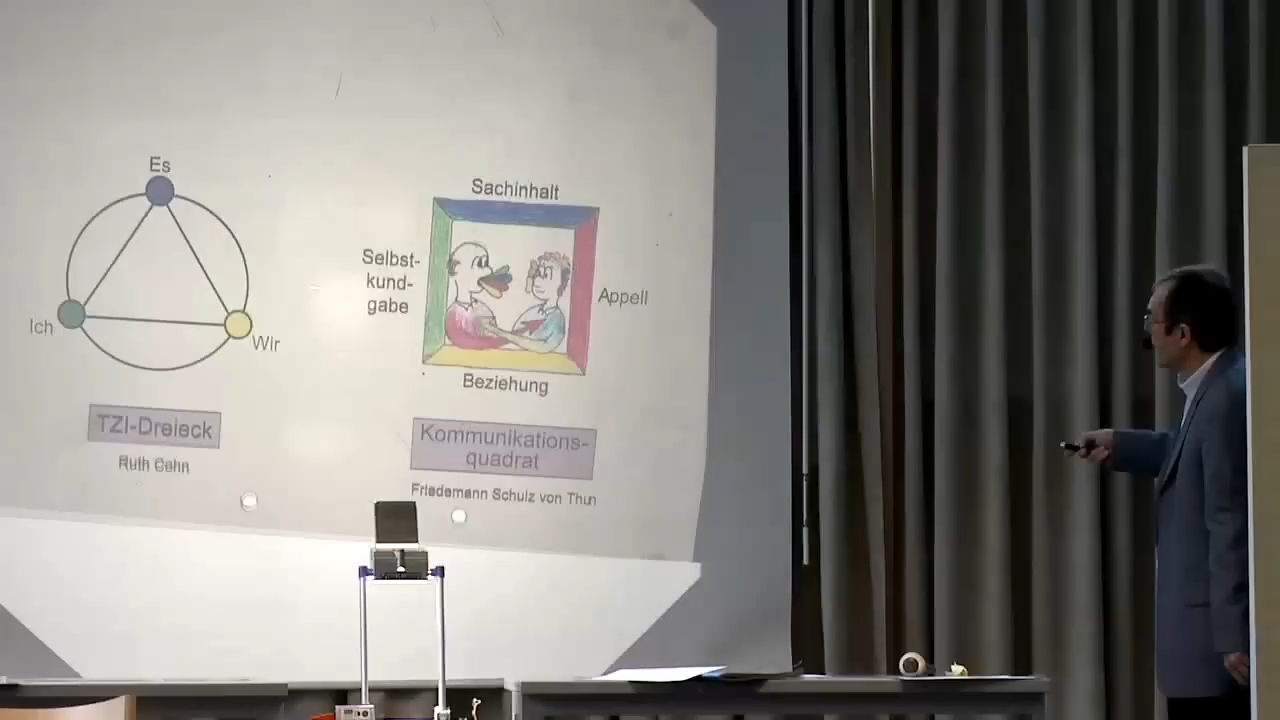 Es
Ich
Wir
TZI-Dreieck
Ruth Cohn
Sachinhalt
Selbst-
kund-
gabe
Appell
Beziehung
Kommunikations-
quadrat
Friedemann Schulz von Thun